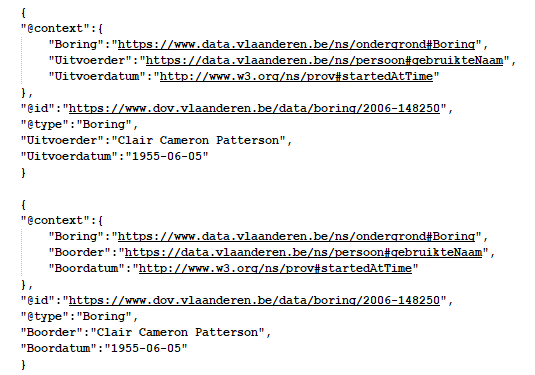 {
"@context":{
"Boring":"https://www.data.vlaanderen.be/ns/ondergrond#Boring",
"Uitvoerder":"https://www.data.vlaanderen.be/ns/persoon#gebruikteNaam",
"Uitvoerdatum":"http://www.w3.org/ns/prov#startedAtTime"
},
"@id":"https://www.dov.vlaanderen.be/data/boring/2006-148250",
"@type":"Boring",
"Uitvoerder":"Clair Cameron Patterson",
"Uitvoerdatum":"1955-06-05"
}
{
"@context":{
"Boring":"https://www.data.vlaanderen.be/ns/ondergrond#Boring",
"Boorder":"https://data.vlaanderen.be/ns/persoon#gebruikteNaam",
"Boordatum":"http://www.w3.org/ns/prov#startedAtTime"
},
"@id":"https://www.dov.vlaanderen.be/data/boring/2006-148250",
"@type":"Boring",
"Boorder":"Clair Cameron Patterson",
"Boordatum":"1955-06-05"
}